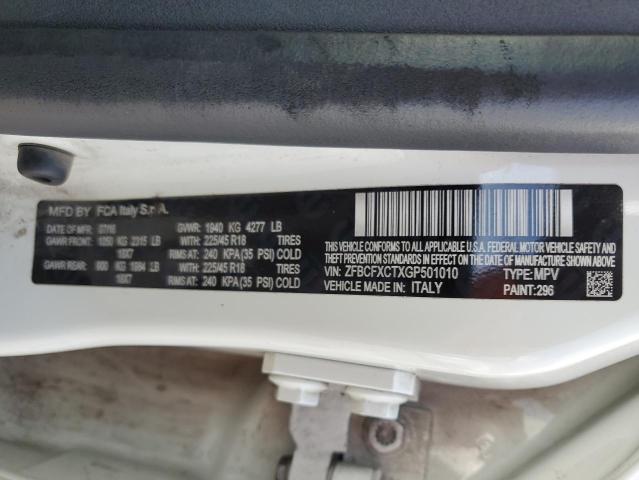 MFD BY FCA Italy S.p.A.
DATE OF MFR: 07/16 GVWR: 1940 KG 4277 LB
GAWR FRONT: 1050 KG 2315 LB WITH: 225/45 R18 TIRES
18X7 RIMS AT: 240 KPA(35 PSI) COLD
GAWR REAR: 900 KG 1984 LB WITH: 225/45 R18 TIRES
18X7 RIMS AT: 240 KPA(35 PSI) COLD
THIS VEHICLE CONFORMS TO ALL APPLICABLE U.S.A. FEDERAL MOTOR VEHICLE SAFETY
BUMPER, AND THEFT PREVENTION STANDARDS IN EFFECT ON THE DATE OF MANUFACTURE SHOWN ABOVE
VIN: ZFBCFXCTXGP501010 TYPE: MPV
VEHICLE MADE IN: ITALY PAINT: 296